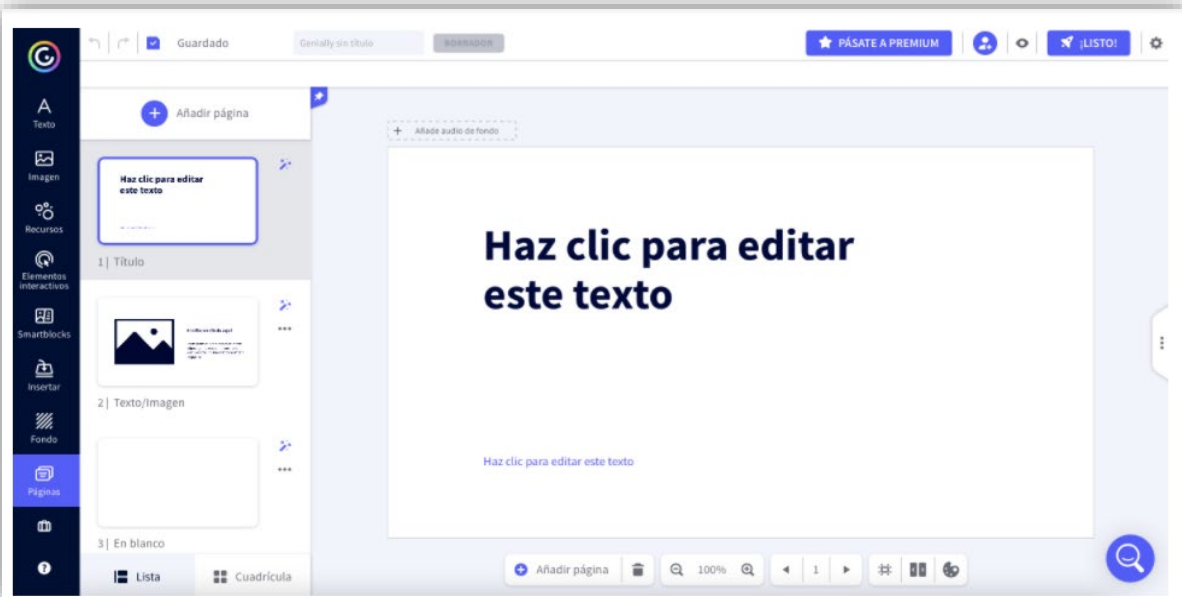 Guardado
Genially sin título
BORRADOR
PÁSATE A PREMIUM
¡LISTO!
Texto
Imagen
Recursos
Elementos
interactivos
Smartblocks
Insertar
Fondo
Páginas
Añadir página
Haz clic para editar
este texto
1| Título
2| Texto/Imagen
3| En blanco
Lista
Cuadrícula
Añade audio de fondo
Haz clic para editar
este texto
Haz clic para editar este texto
Añadir página
100%
1